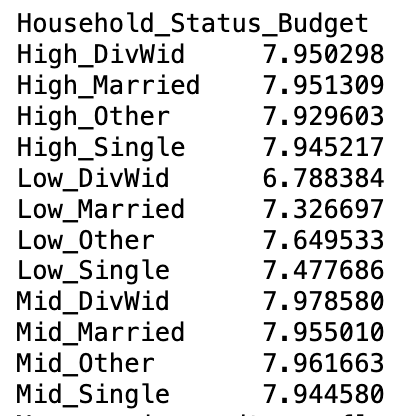 Household_Status_Budget
High_DivWid 7.950298
High_Married 7.951309
High_Other 7.929603
High_Single 7.945217
Low_DivWid 6.788384
Low_Married 7.326697
Low_Other 7.649533
Low_Single 7.477686
Mid_DivWid 7.978580
Mid_Married 7.955010
Mid_Other 7.961663
Mid_Single 7.944580